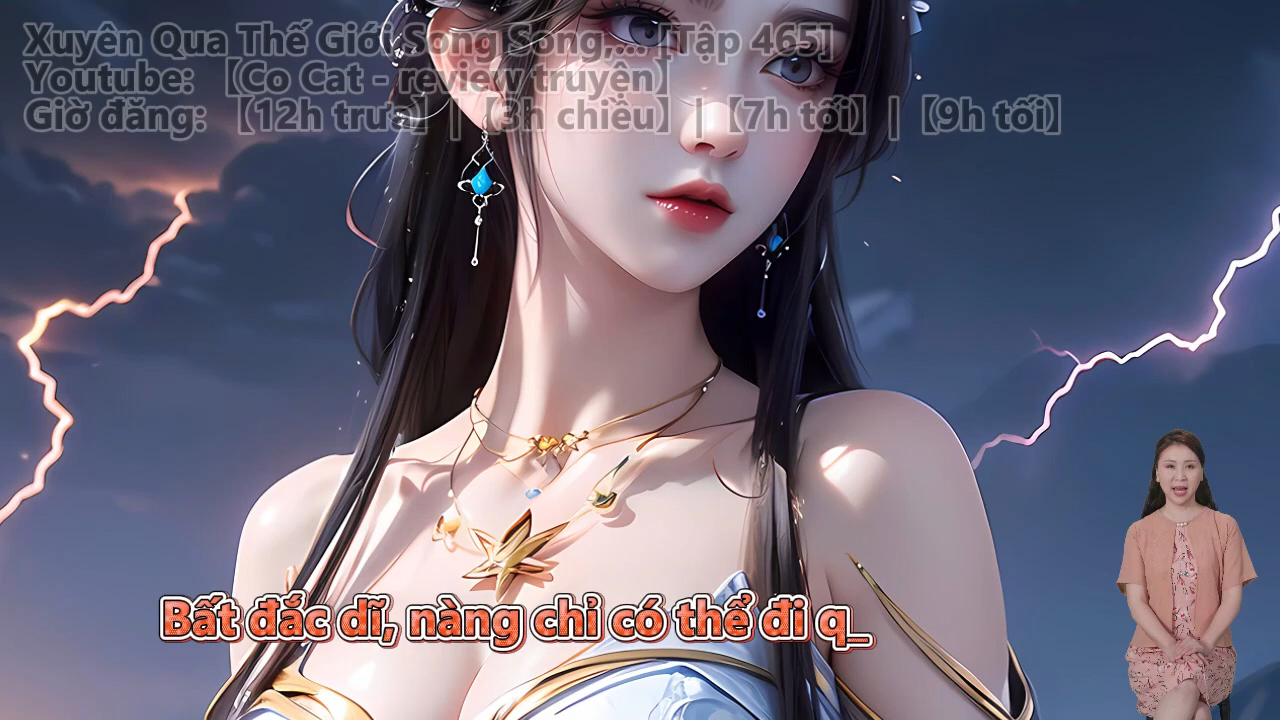 Xuyên Qua Thế Giới Song Song,...[Tập 465]
Youtube: 【Co Cat - review truyện】
Giờ đăng: 【12h trưa】 | 【3h chiều】 | 【7h tối】 | 【9h tối】
Bất đắc dĩ, nàng chỉ có thể đi q_